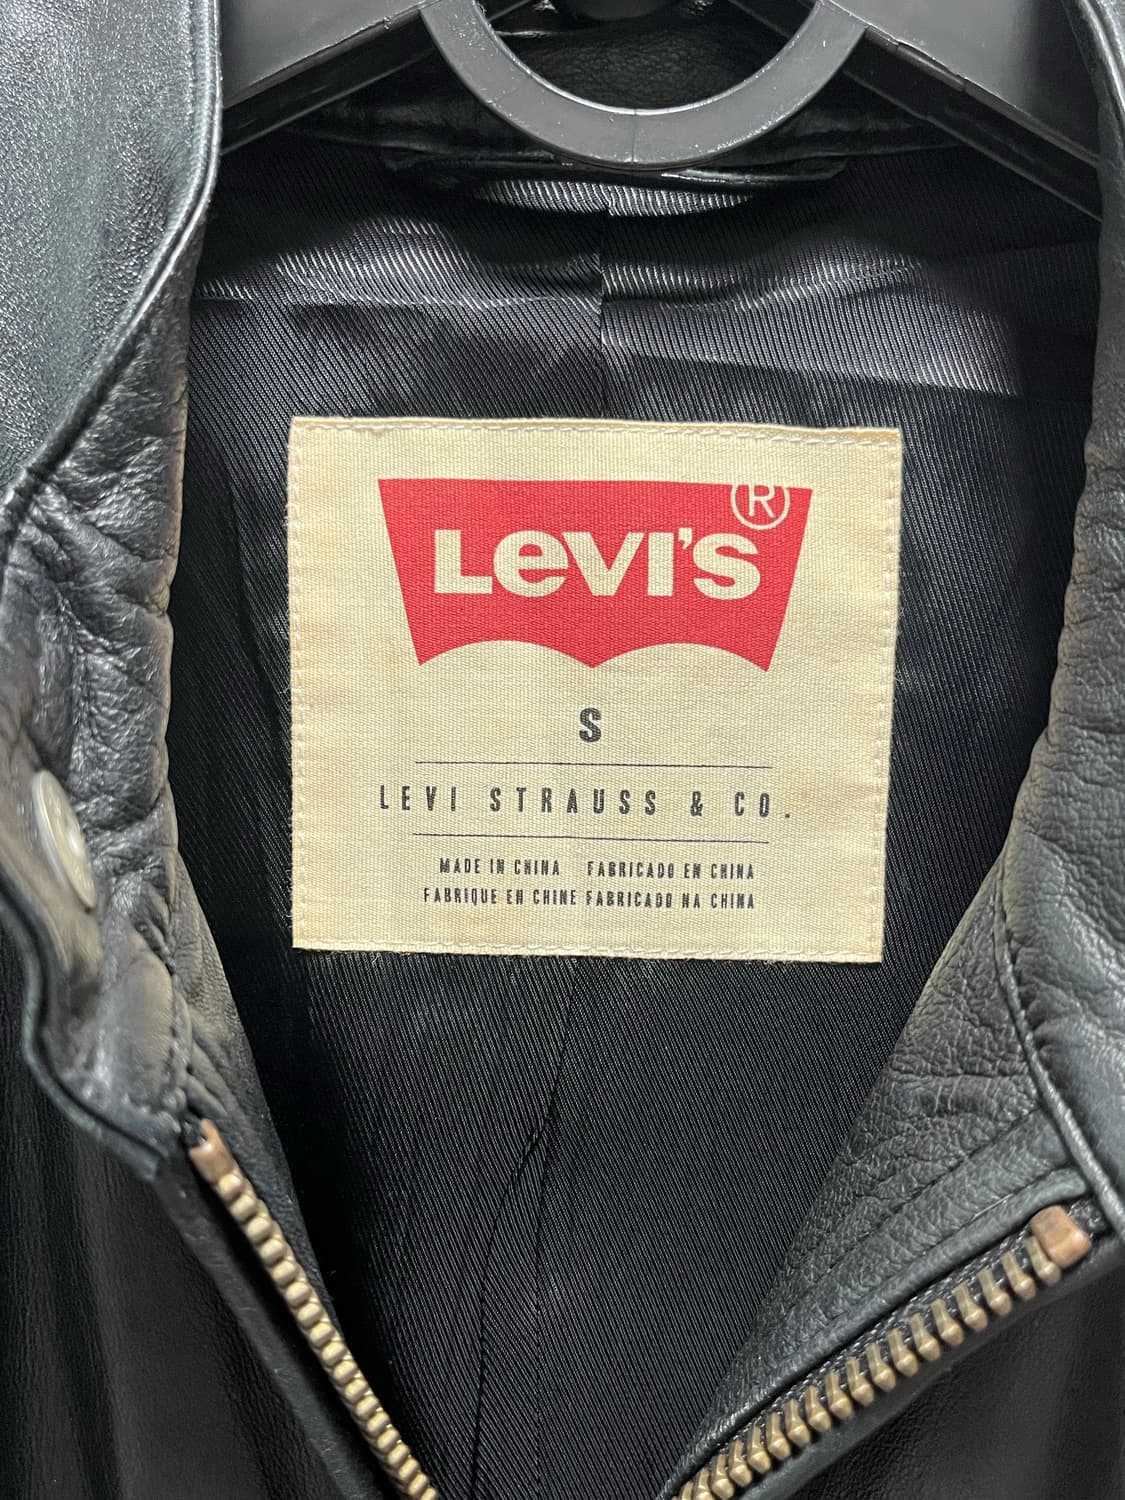 LEVI'S®
S
LEVI STRAUSS & CO.
MADE IN CHINA FABRICADO EN CHINA
FABRIQUE EN CHINE FABRICADO NA CHINA